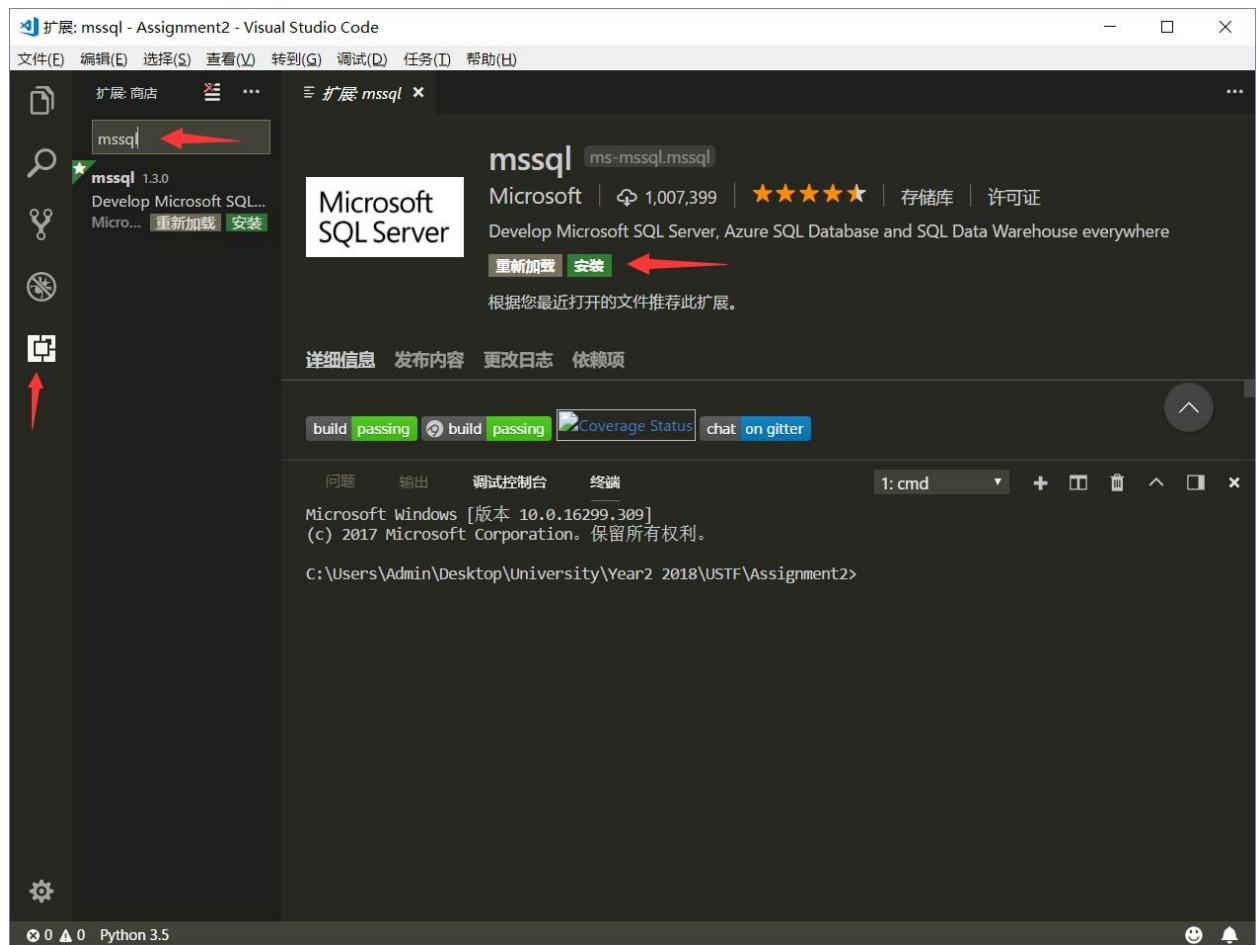 扩展: mssql - Assignment2 - Visual Studio Code
文件(F) 编辑(E) 选择(S) 查看(V) 转到(G) 调试(D) 任务(T) 帮助(H)
扩展: 商店
mssql
mssql 1.3.0
Develop Microsoft SQL...
Micro... 重新加载 安装
扩展: mssql
mssql ms-mssql.mssql
Microsoft 1,007,399 存储库 许可证
Microsoft
SQL Server
Develop Microsoft SQL Server, Azure SQL Database and SQL Data Warehouse everywhere
重新加载 安装
根据您最近打开的文件推荐此扩展。
详细信息 发布内容 更改日志 依赖项
build passing build passing Coverage Status chat on gitter
问题 输出 调试控制台 终端 1: cmd
Microsoft Windows [版本 10.0.16299.309]
(c) 2017 Microsoft Corporation。保留所有权利。
C:\Users\Admin\Desktop\University\Year2 2018\USTF\Assignment2>
0 0 Python 3.5